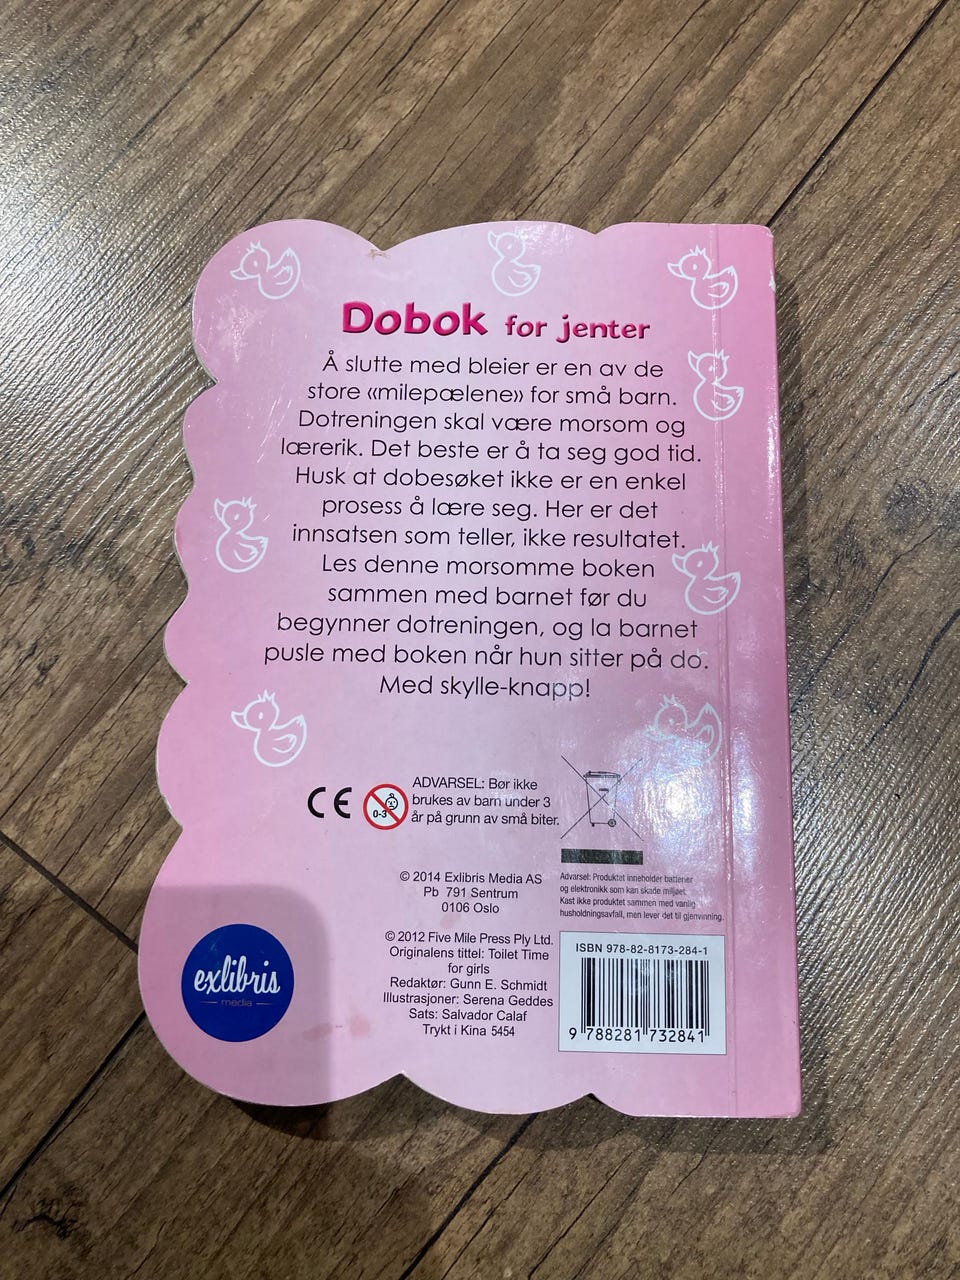 Dobok for jenter
Å slutte med bleier er en av de
store «milepælene» for små barn.
Dotreningen skal være morsom og
lærerik. Det beste er å ta seg god tid.
Husk at dobesøket ikke er en enkel
prosess å lære seg. Her er det
innsatsen som teller, ikke resultatet.
Les denne morsomme boken
sammen med barnet før du
begynner dotreningen, og la barnet
pusle med boken når hun sitter på do.
Med skylle-knapp!
CE
0-3
ADVARSEL: Bør ikke
brukes av barn under 3
år på grunn av små biter.
Advarsel: Produktet inneholder batterier
og elektronikk som kan skade miljøet.
Kast ikke produktet sammen med vanlig
husholdningsavfall, men lever det til gjenvinning.
© 2014 Exlibris Media AS
Pb 791 Sentrum
0106 Oslo
© 2012 Five Mile Press Ply Ltd.
Originalens tittel: Toilet Time
for girls
Redaktør: Gunn E. Schmidt
Illustrasjoner: Serena Geddes
Sats: Salvador Calaf
Trykt i Kina 5454
exlibris
media
ISBN 978-82-8173-284-1
9 788281 732841